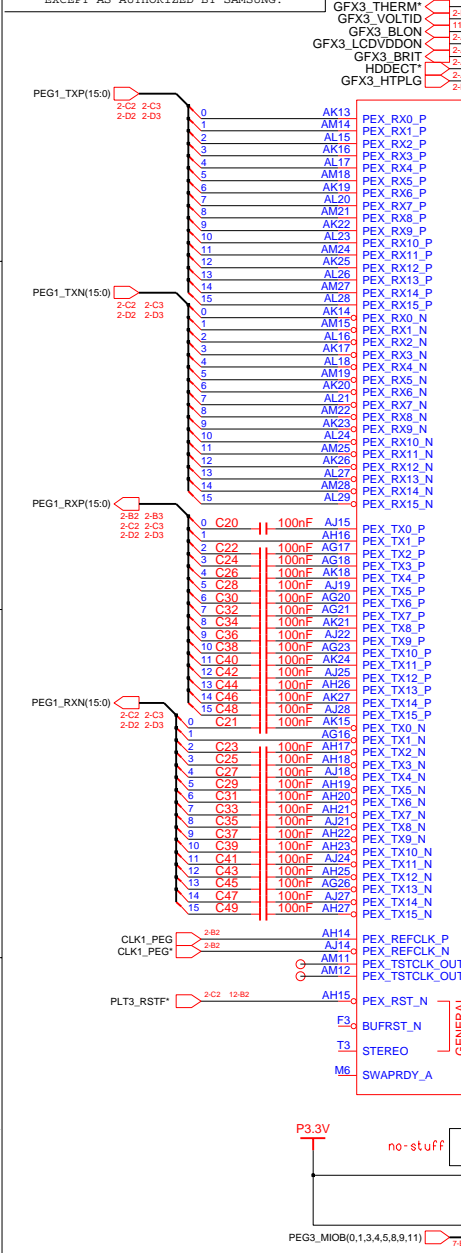 EXCEPT AS AUTHORIZED BY SAMSUNG.
GFX3_THERM*
GFX3_VOLTID
GFX3_BLON
GFX3_LCDVDDON
GFX3_BRIT
HDDECT*
GFX3_HTPLG
PEG1_TXP(15:0)
2-C2 2-C3
2-D2 2-D3
0 AK13 PEX_RX0_P
1 AM14 PEX_RX1_P
2 AL15 PEX_RX2_P
3 AK16 PEX_RX3_P
4 AL17 PEX_RX4_P
5 AM18 PEX_RX5_P
6 AK19 PEX_RX6_P
7 AL20 PEX_RX7_P
8 AM21 PEX_RX8_P
9 AK22 PEX_RX9_P
10 AL23 PEX_RX10_P
11 AM24 PEX_RX11_P
12 AK25 PEX_RX12_P
13 AL26 PEX_RX13_P
14 AM27 PEX_RX14_P
15 AL28 PEX_RX15_P
PEG1_TXN(15:0)
2-C2 2-C3
2-D2 2-D3
0 AK14 PEX_RX0_N
1 AM15 PEX_RX1_N
2 AL16 PEX_RX2_N
3 AK17 PEX_RX3_N
4 AL18 PEX_RX4_N
5 AM19 PEX_RX5_N
6 AK20 PEX_RX6_N
7 AL21 PEX_RX7_N
8 AM22 PEX_RX8_N
9 AK23 PEX_RX9_N
10 AL24 PEX_RX10_N
11 AM25 PEX_RX11_N
12 AK26 PEX_RX12_N
13 AL27 PEX_RX13_N
14 AM28 PEX_RX14_N
15 AL29 PEX_RX15_N
PEG1_RXP(15:0)
2-B2 2-B3
2-C2 2-C3
2-D2 2-D3
0 C20 100nF AJ15 PEX_TX0_P
1 AH16 PEX_TX1_P
2 C22 100nF AG17 PEX_TX2_P
3 C24 100nF AG18 PEX_TX3_P
4 C26 100nF AK18 PEX_TX4_P
5 C28 100nF AJ19 PEX_TX5_P
6 C30 100nF AG20 PEX_TX6_P
7 C32 100nF AG21 PEX_TX7_P
8 C34 100nF AK21 PEX_TX8_P
9 C36 100nF AJ22 PEX_TX9_P
10 C38 100nF AG23 PEX_TX10_P
11 C40 100nF AK24 PEX_TX11_P
12 C42 100nF AJ25 PEX_TX12_P
13 C44 100nF AH26 PEX_TX13_P
14 C46 100nF AK27 PEX_TX14_P
15 C48 100nF AJ28 PEX_TX15_P
PEG1_RXN(15:0)
2-C2 2-C3
2-D2 2-D3
0 C21 100nF AK15 PEX_TX0_N
1 AG16 PEX_TX1_N
2 C23 100nF AH17 PEX_TX2_N
3 C25 100nF AH18 PEX_TX3_N
4 C27 100nF AJ18 PEX_TX4_N
5 C29 100nF AH19 PEX_TX5_N
6 C31 100nF AH20 PEX_TX6_N
7 C33 100nF AH21 PEX_TX7_N
8 C35 100nF AJ21 PEX_TX8_N
9 C37 100nF AH22 PEX_TX9_N
10 C39 100nF AH23 PEX_TX10_N
11 C41 100nF AJ24 PEX_TX11_N
12 C43 100nF AH25 PEX_TX12_N
13 C45 100nF AG26 PEX_TX13_N
14 C47 100nF AJ27 PEX_TX14_N
15 C49 100nF AH27 PEX_TX15_N
CLK1_PEG 2-B2 AH14 PEX_REFCLK_P
CLK1_PEG* 2-B2 AJ14 PEX_REFCLK_N
AM11 PEX_TSTCLK_OUT
AM12 PEX_TSTCLK_OUT
PLT3_RSTF* 2-C2 12-B2 AH15 PEX_RST_N
F3 BUFRST_N
T3 STEREO
GENERAL
M6 SWAPRDY_A
P3.3V
no-stuff
PEG3_MIOB(0,1,3,4,5,8,9,11)